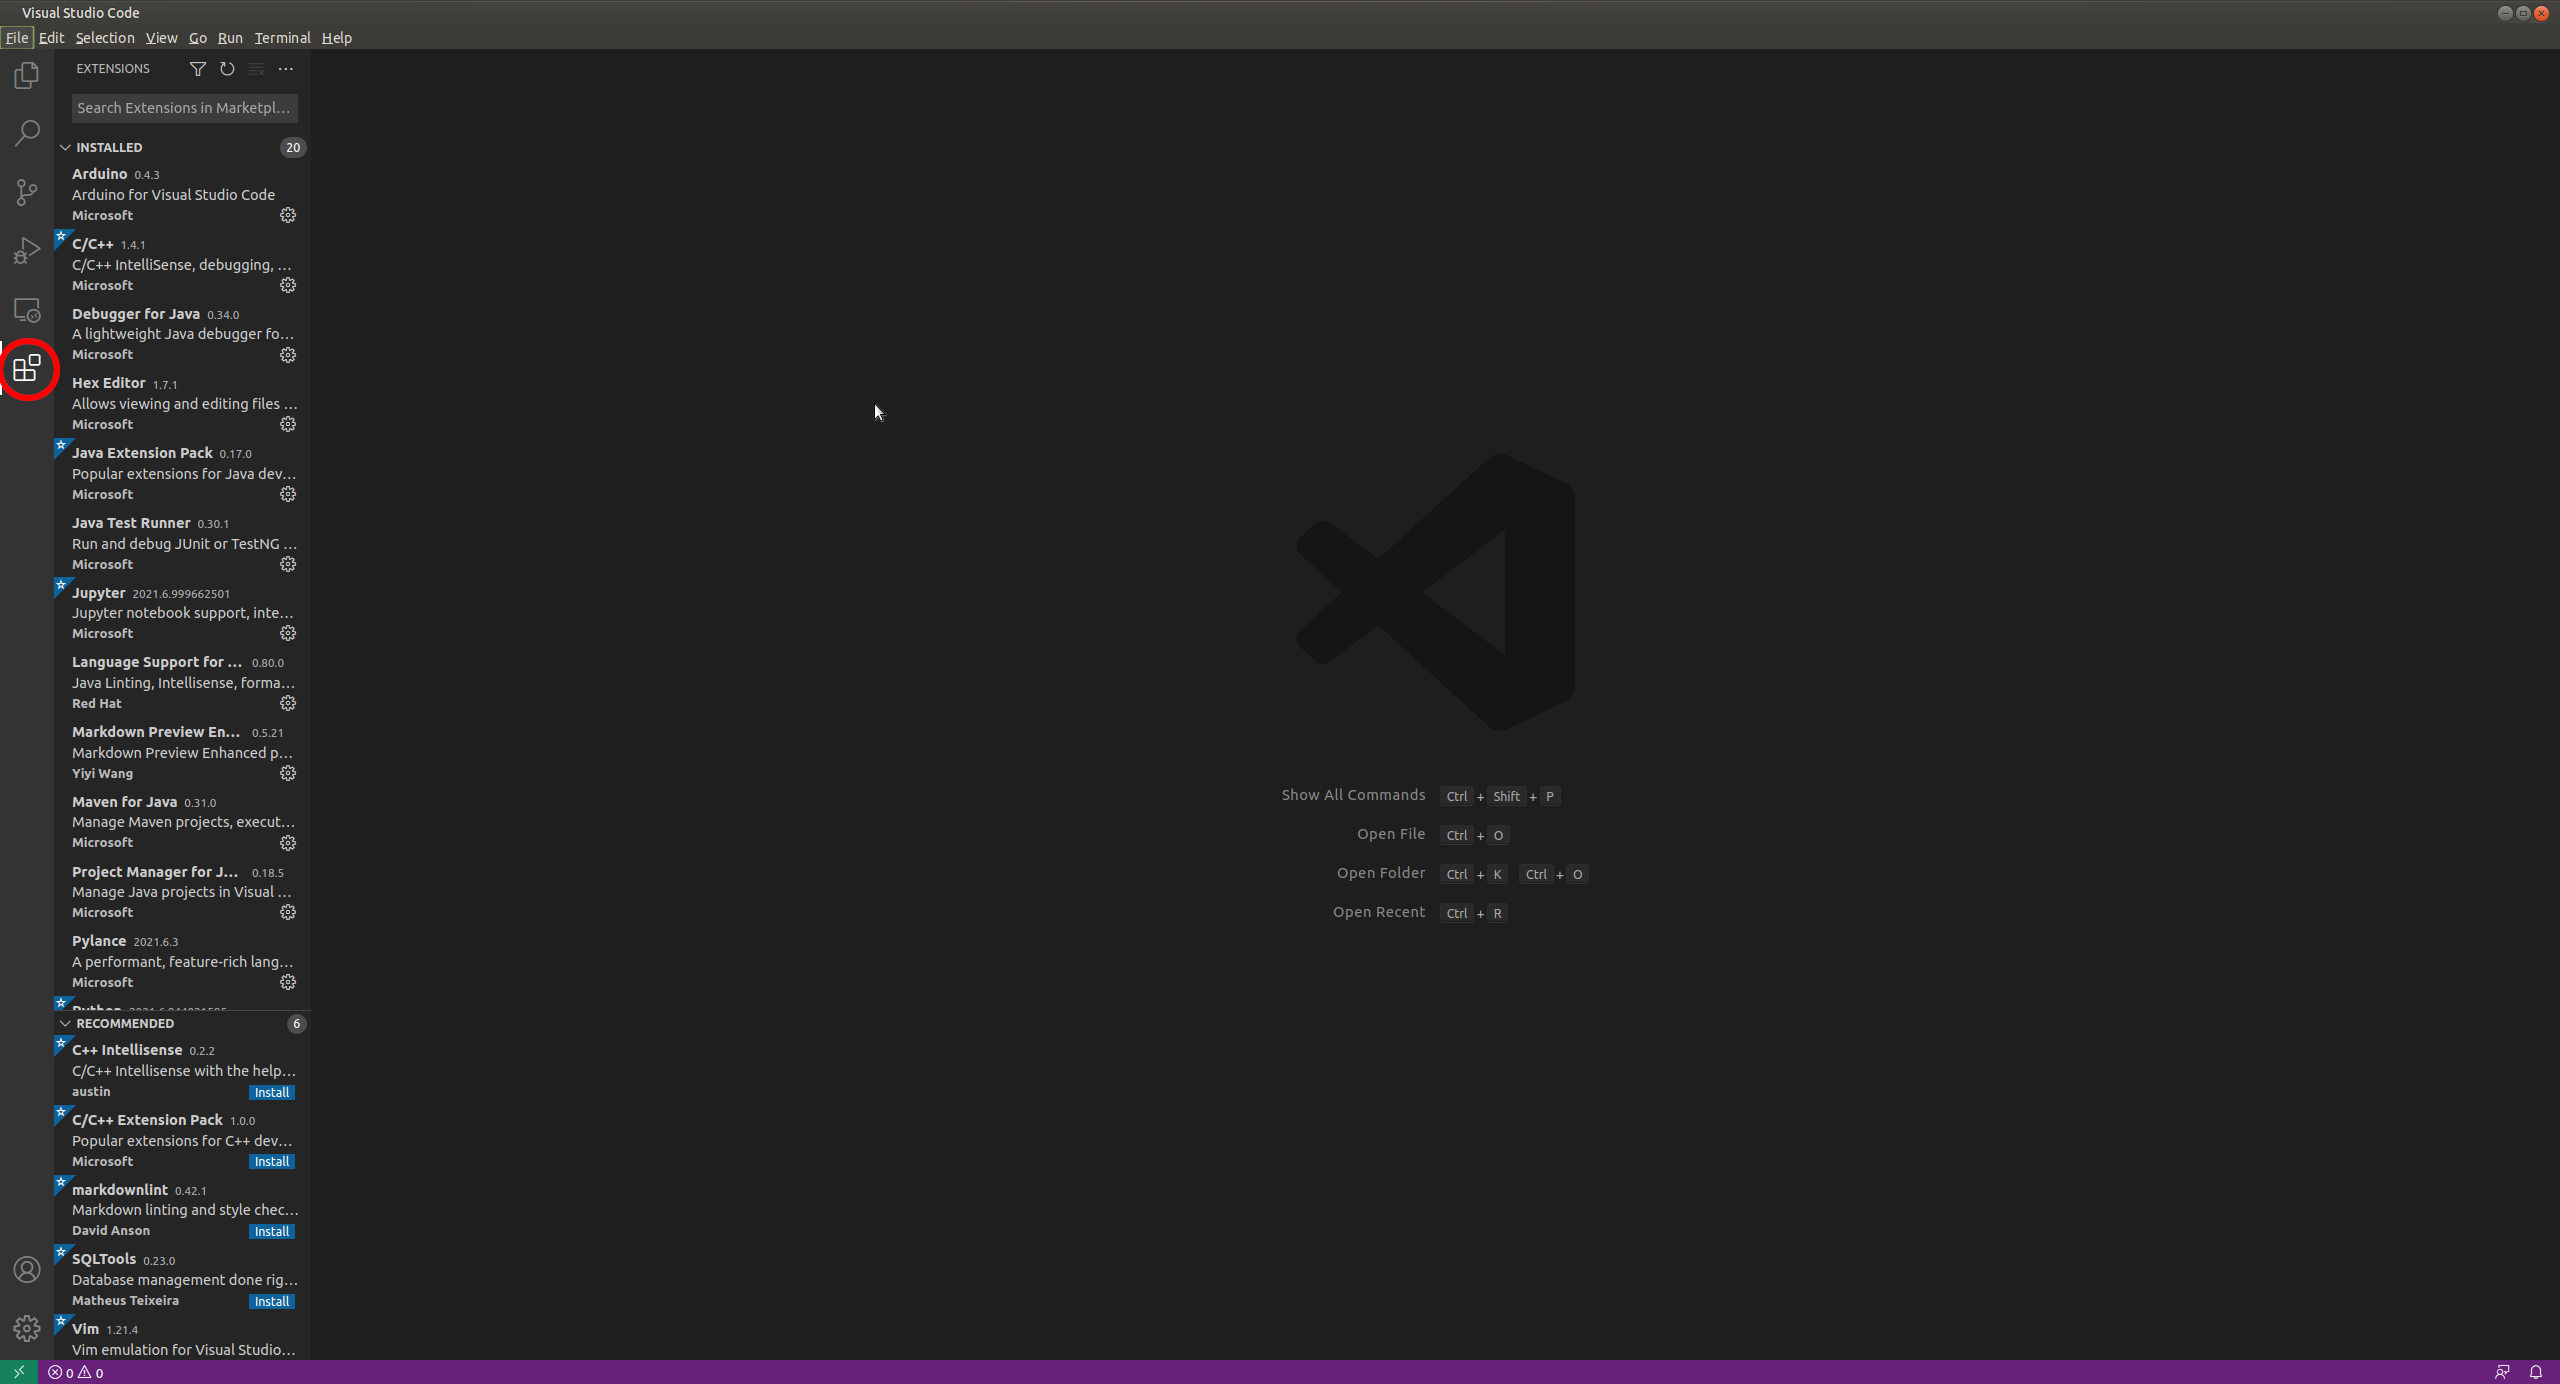 Visual Studio Code
File Edit Selection View Go Run Terminal Help
EXTENSIONS
Search Extensions in Marketpl...
INSTALLED 20
Arduino 0.4.3
Arduino for Visual Studio Code
Microsoft
C/C++ 1.4.1
C/C++ IntelliSense, debugging, ...
Microsoft
Debugger for Java 0.34.0
A lightweight Java debugger fo...
Microsoft
Hex Editor 1.7.1
Allows viewing and editing files ...
Microsoft
Java Extension Pack 0.17.0
Popular extensions for Java dev...
Microsoft
Java Test Runner 0.30.1
Run and debug JUnit or TestNG ...
Microsoft
Jupyter 2021.6.999662501
Jupyter notebook support, inte...
Microsoft
Language Support for ... 0.80.0
Java Linting, Intellisense, forma...
Red Hat
Markdown Preview En... 0.5.21
Markdown Preview Enhanced p...
Yiyi Wang
Maven for Java 0.31.0
Manage Maven projects, execut...
Microsoft
Project Manager for J... 0.18.5
Manage Java projects in Visual ...
Microsoft
Pylance 2021.6.3
A performant, feature-rich lang...
Microsoft
Python
RECOMMENDED 6
C++ Intellisense 0.2.2
C/C++ Intellisense with the help...
austin Install
C/C++ Extension Pack 1.0.0
Popular extensions for C++ dev...
Microsoft Install
markdownlint 0.42.1
Markdown linting and style chec...
David Anson Install
SQLTools 0.23.0
Database management done rig...
Matheus Teixeira Install
Vim 1.21.4
Vim emulation for Visual Studio...
Show All Commands Ctrl + Shift + P
Open File Ctrl + O
Open Folder Ctrl + K Ctrl + O
Open Recent Ctrl + R
0 0